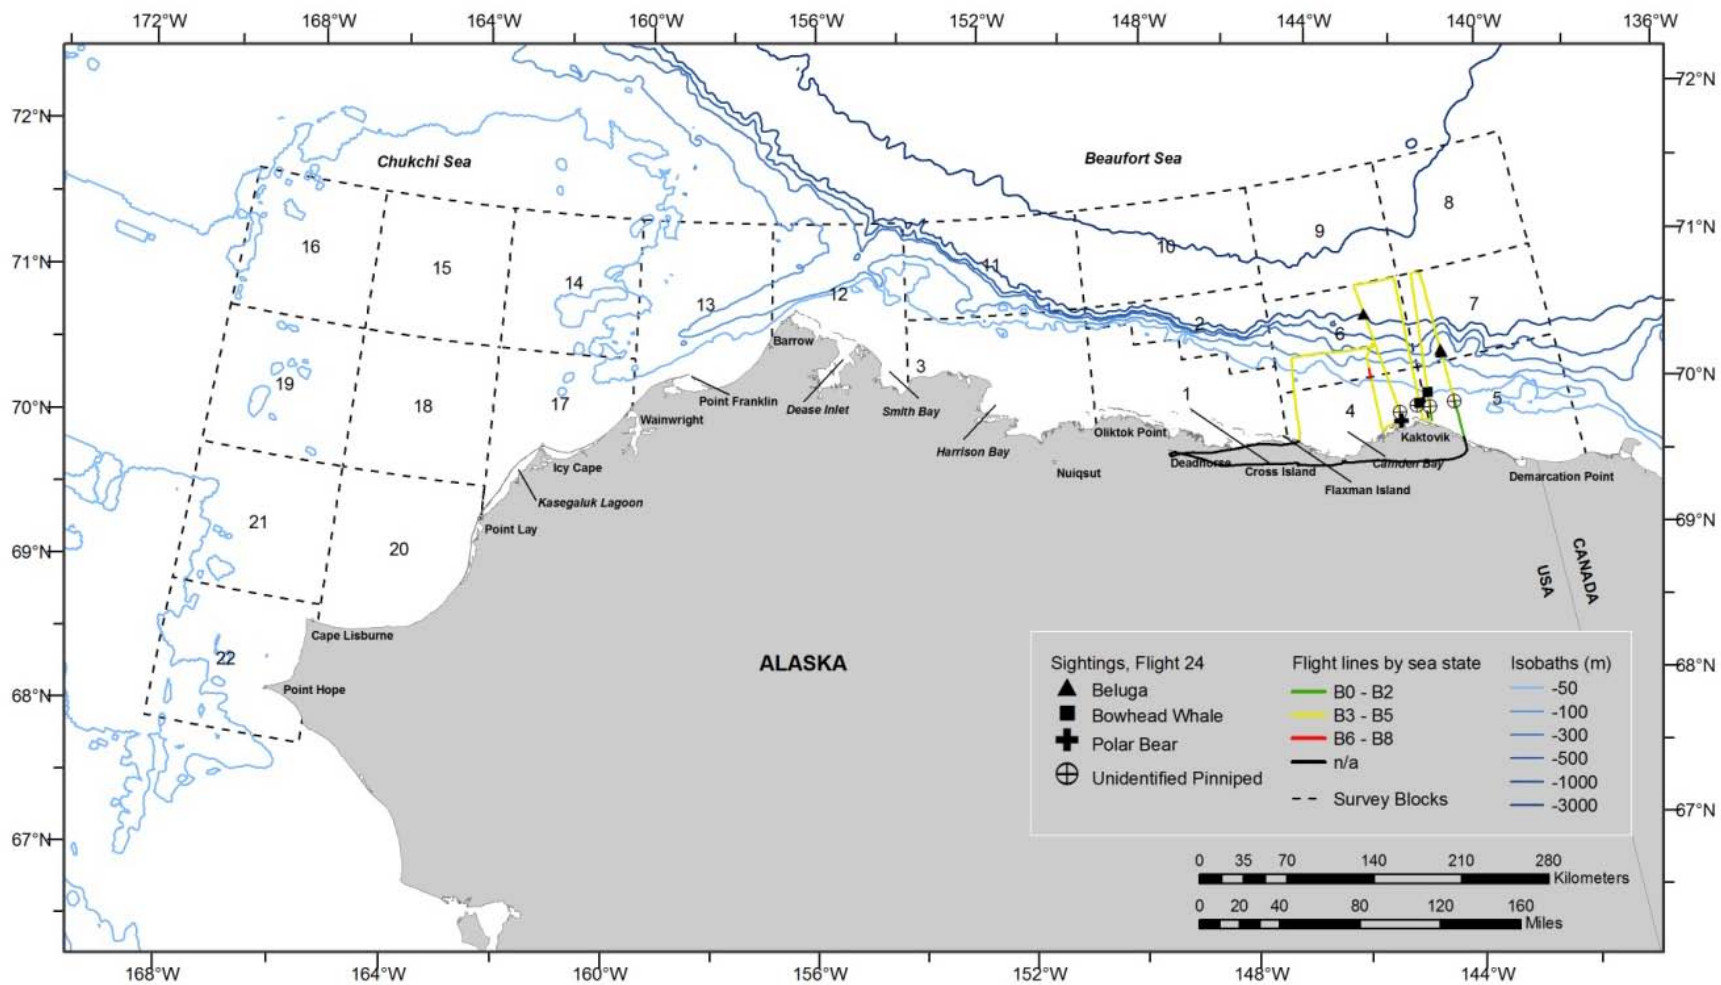 172°W 168°W 164°W 160°W 156°W 152°W 148°W 144°W 140°W 136°W
72°N
72°N
Chukchi Sea
Beaufort Sea
8
9
71°N
16
10
15
11
71°N
14
12
13
7
2
6
70°N
Barrow
3
19
Point Franklin
Dease Inlet
Smith Bay
1
5
18
17
4
70°N
Wainwright
Oliktok Point
Kaktovik
Harrison Bay
Icy Cape
Deadhorse
Camden Bay
Nuiqsut
Cross Island
Demarcation Point
Flaxman Island
Kasegaluk Lagoon
21
69°N
Point Lay
20
69°N
CANADA
USA
Cape Lisburne
22
ALASKA
68°N
Point Hope
68°N
Sightings, Flight 24
Beluga
Bowhead Whale
Polar Bear
Unidentified Pinniped
Flight lines by sea state
B0 - B2
B3 - B5
B6 - B8
n/a
Survey Blocks
Isobaths (m)
-50
-100
-300
-500
-1000
-3000
67°N
67°N
0 35 70 140 210 280
Kilometers
0 20 40 80 120 160
Miles
168°W 164°W 160°W 156°W 152°W 148°W 144°W